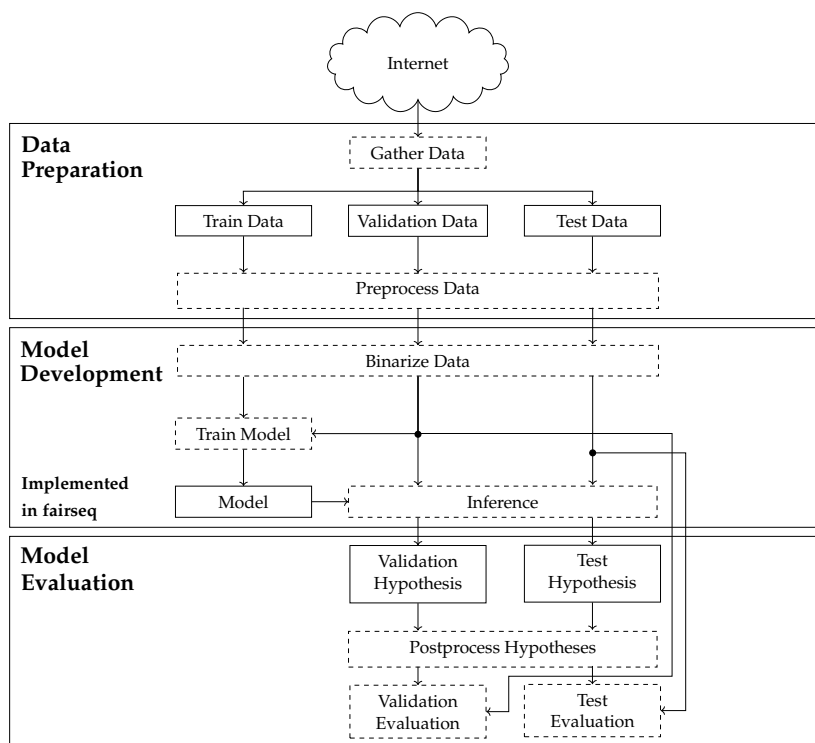 Internet
Data
Preparation
Gather Data
Train Data
Validation Data
Test Data
Preprocess Data
Model
Development
Binarize Data
Train Model
Implemented
in fairseq
Model
Inference
Model
Evaluation
Validation
Hypothesis
Test
Hypothesis
Postprocess Hypotheses
Validation
Evaluation
Test
Evaluation